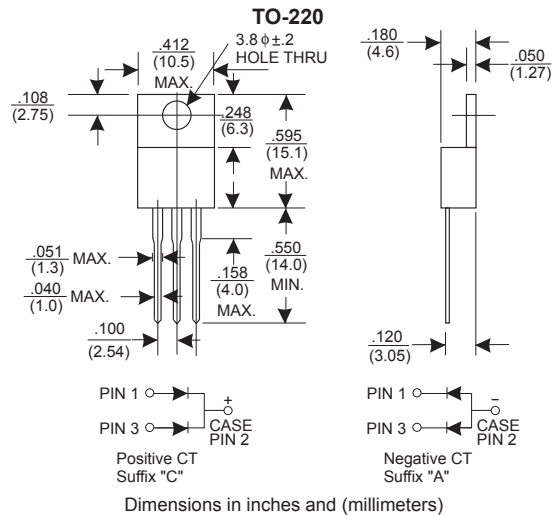 TO-220
.412
(10.5)
MAX.
3.8 ϕ ±.2
HOLE THRU
.180
(4.6)
.050
(1.27)
.108
(2.75)
.248
(6.3)
.595
(15.1)
MAX.
.051
(1.3) MAX.
.040
(1.0) MAX.
.158
(4.0)
MAX.
.550
(14.0)
MIN.
.100
(2.54)
.120
(3.05)
PIN 1
+
PIN 3
CASE
PIN 2
Positive CT
Suffix "C"
PIN 1
−
PIN 3
CASE
PIN 2
Negative CT
Suffix "A"
Dimensions in inches and (millimeters)